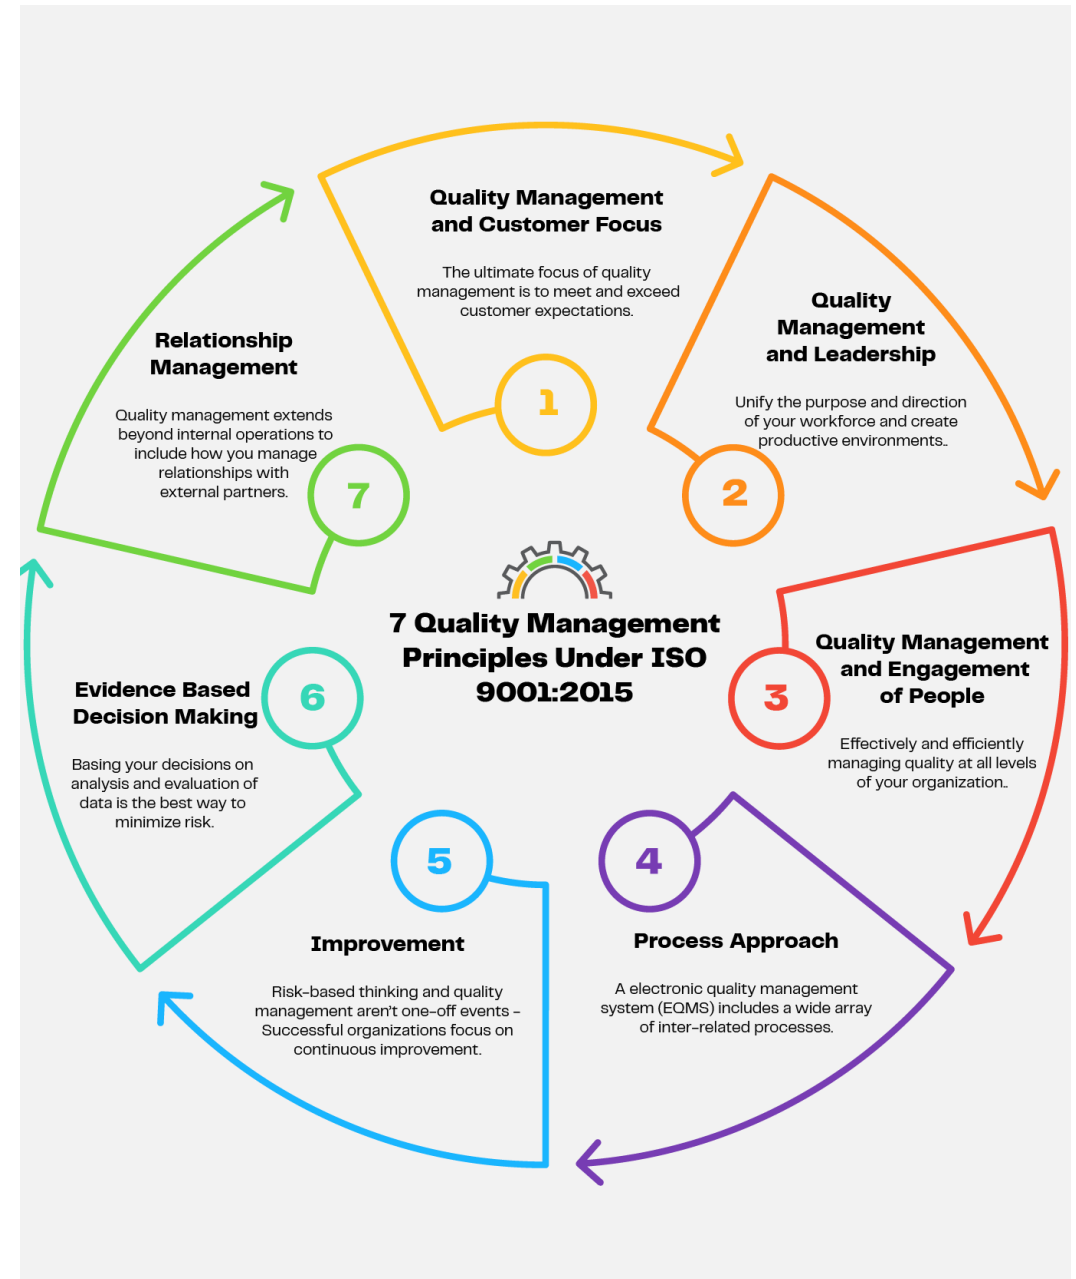 7 Quality Management
Principles Under ISO
9001:2015
1
Quality Management
and Customer Focus
The ultimate focus of quality
management is to meet and exceed
customer expectations.
2
Quality
Management
and Leadership
Unify the purpose and direction
of your workforce and create
productive environments..
3
Quality Management
and Engagement
of People
Effectively and efficiently
managing quality at all levels
of your organization..
4
Process Approach
A electronic quality management
system (EQMS) includes a wide array
of inter-related processes.
5
Improvement
Risk-based thinking and quality
management aren't one-off events -
Successful organizations focus on
continuous improvement.
6
Evidence Based
Decision Making
Basing your decisions on
analysis and evaluation of
data is the best way to
minimize risk.
7
Relationship
Management
Quality management extends
beyond internal operations to
include how you manage
relationships with
external partners.